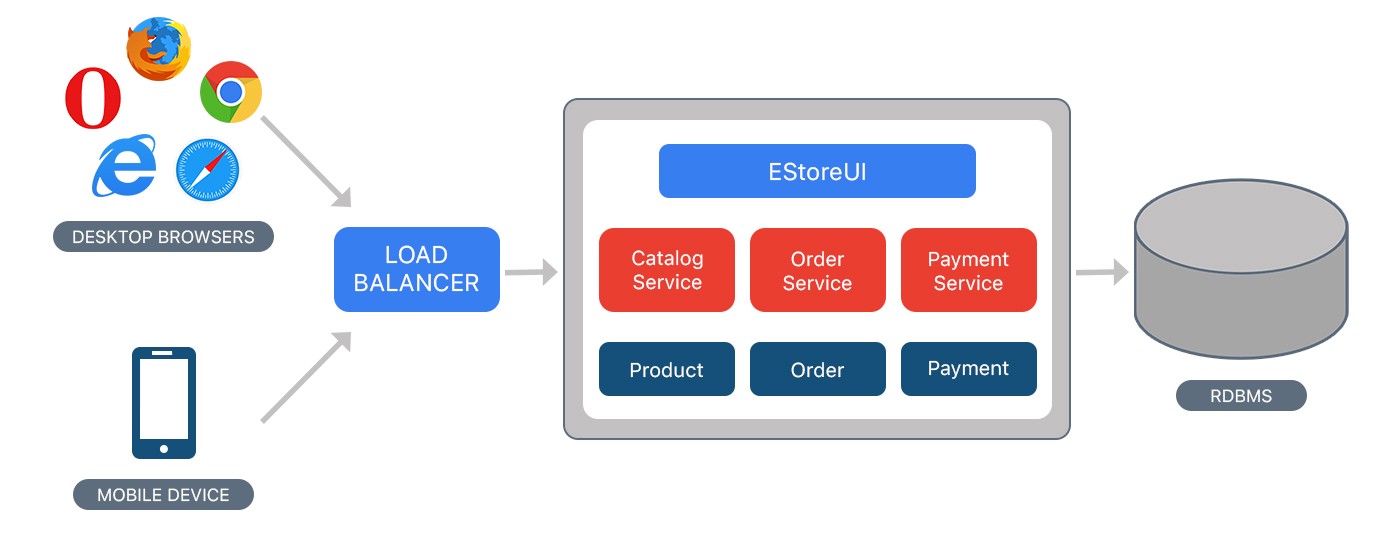 DESKTOP BROWSERS
MOBILE DEVICE
LOAD
BALANCER
EStoreUI
Catalog
Service
Order
Service
Payment
Service
Product
Order
Payment
RDBMS